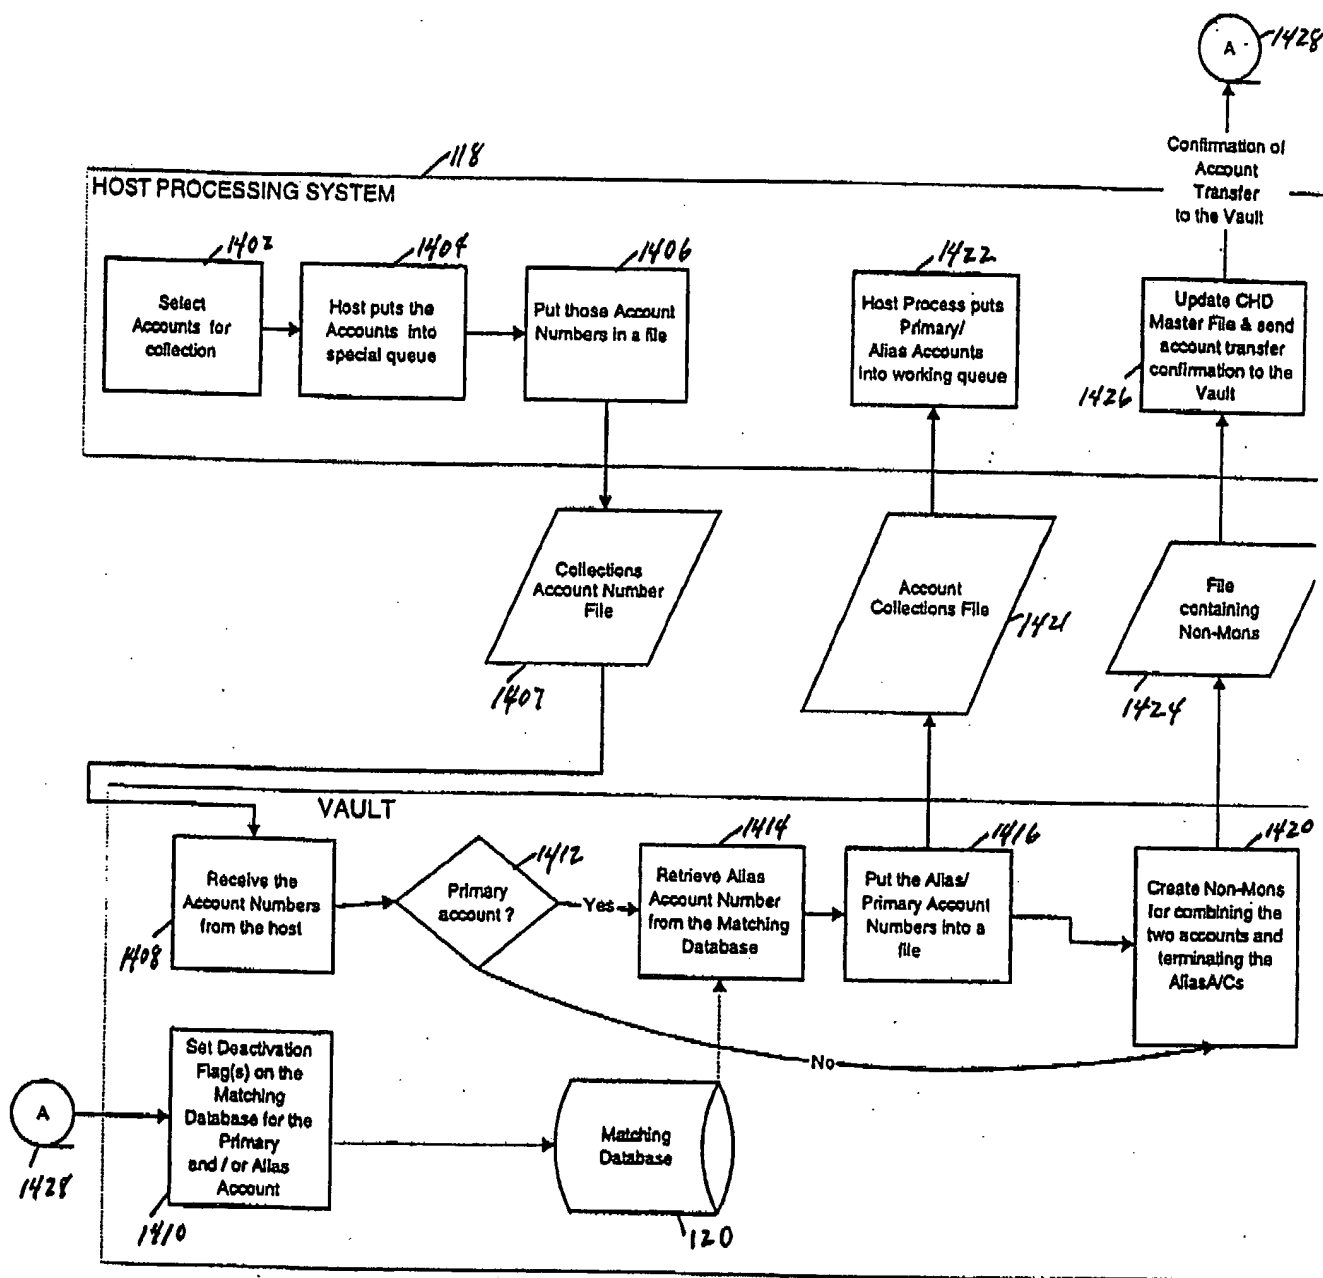 A
1428
Confirmation of
Account
Transfer
to the Vault
118
HOST PROCESSING SYSTEM
1402
Select
Accounts for
collection
1404
Host puts the
Accounts into
special queue
1406
Put those Account
Numbers in a file
1422
Host Process puts
Primary/
Alias Accounts
into working queue
Update CHD
Master File & send
account transfer
confirmation to the
Vault
1426
Collections
Account Number
File
1407
Account
Collections File
1421
File
containing
Non-Mons
1424
VAULT
Receive the
Account Numbers
from the host
1408
1412
Primary
account ?
Yes
1414
Retrieve Alias
Account Number
from the Matching
Database
1416
Put the Alias/
Primary Account
Numbers into a
file
1420
Create Non-Mons
for combining the
two accounts and
terminating the
AliasA/Cs
No
A
1428
Set Deactivation
Flag(s) on the
Matching
Database for the
Primary
and / or Alias
Account
1410
Matching
Database
120